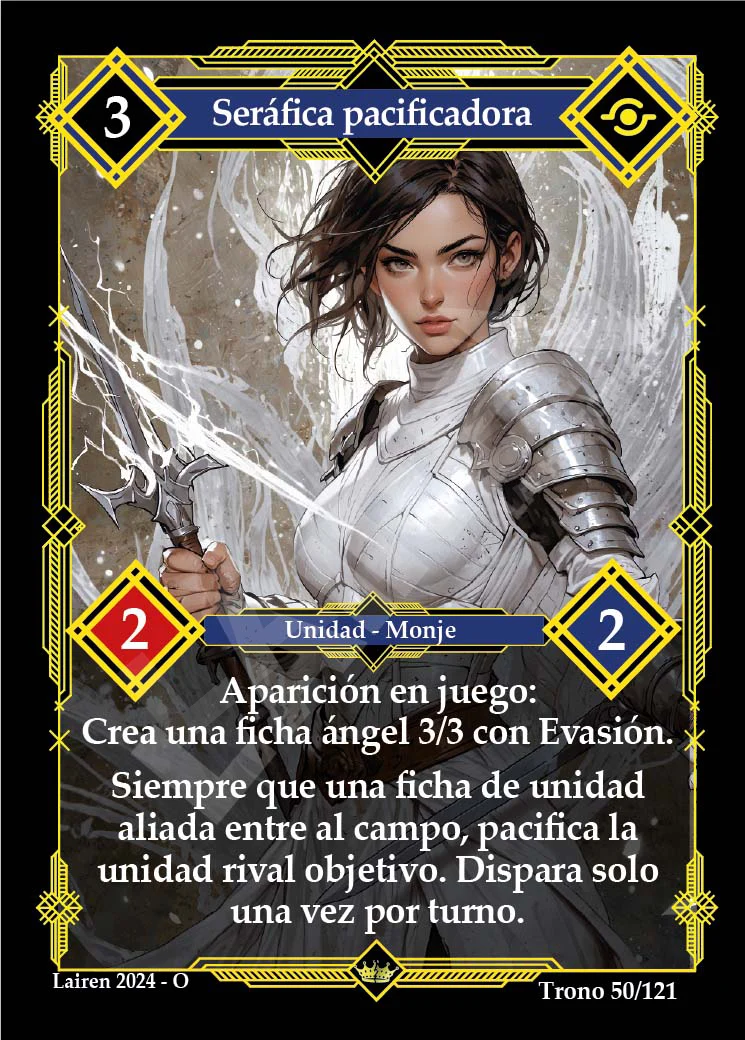 3
Seráfica pacificadora
2
Unidad - Monje
2
Aparición en juego:
Crea una ficha ángel 3/3 con Evasión.
Siempre que una ficha de unidad
aliada entre al campo, pacifica la
unidad rival objetivo. Dispara solo
una vez por turno.
Lairen 2024 - O
Trono 50/121